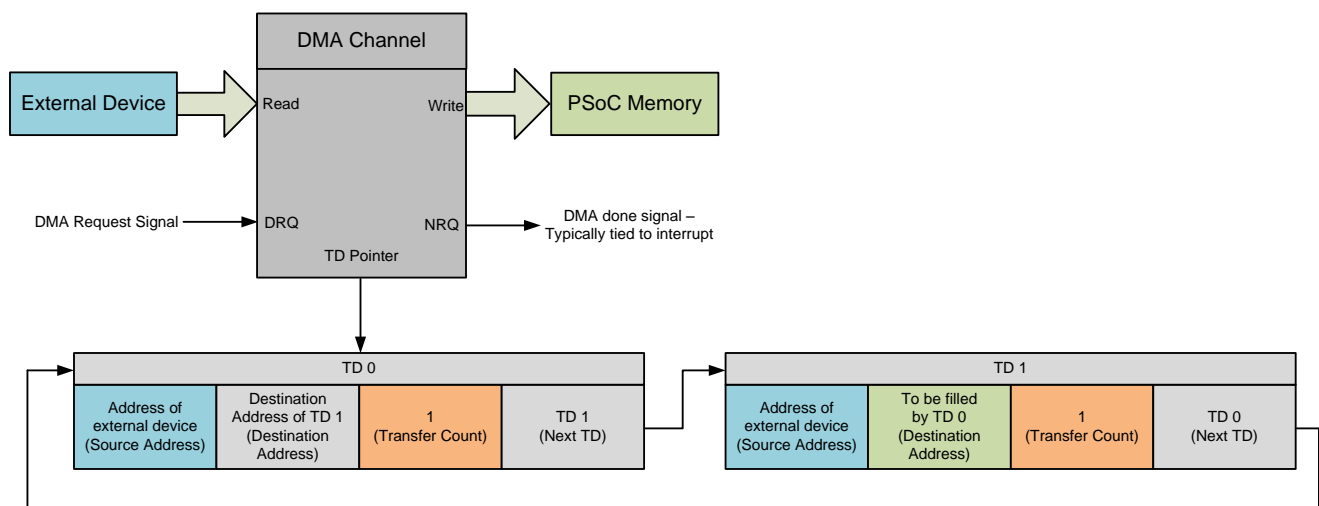 DMA Channel
External Device
Read
Write
PSoC Memory
DMA Request Signal
DRQ
NRQ
DMA done signal –
Typically tied to interrupt
TD Pointer
TD 0
Address of
external device
(Source Address)
Destination
Address of TD 1
(Destination
Address)
1
(Transfer Count)
TD 1
(Next TD)
TD 1
Address of
external device
(Source Address)
To be filled
by TD 0
(Destination
Address)
1
(Transfer Count)
TD 0
(Next TD)